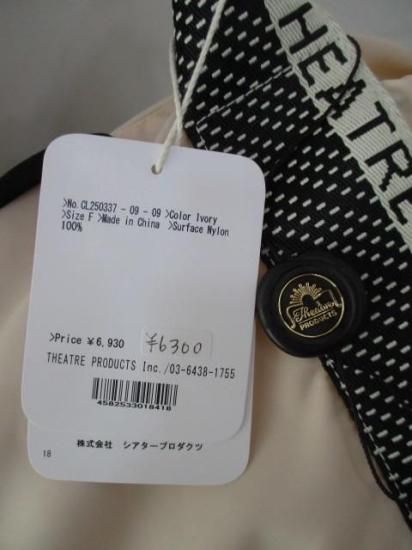 HEATRE
>No.CL250337 - 09 - 09 >Color Ivory
>Size F >Made in China >Surface Nylon
100%
Theatre
PRODUCTS
>Price ¥6,930 ¥6300
THEATRE PRODUCTS Inc./03-6438-1755
4582533018418
株式会社 シアタープロダクツ
18